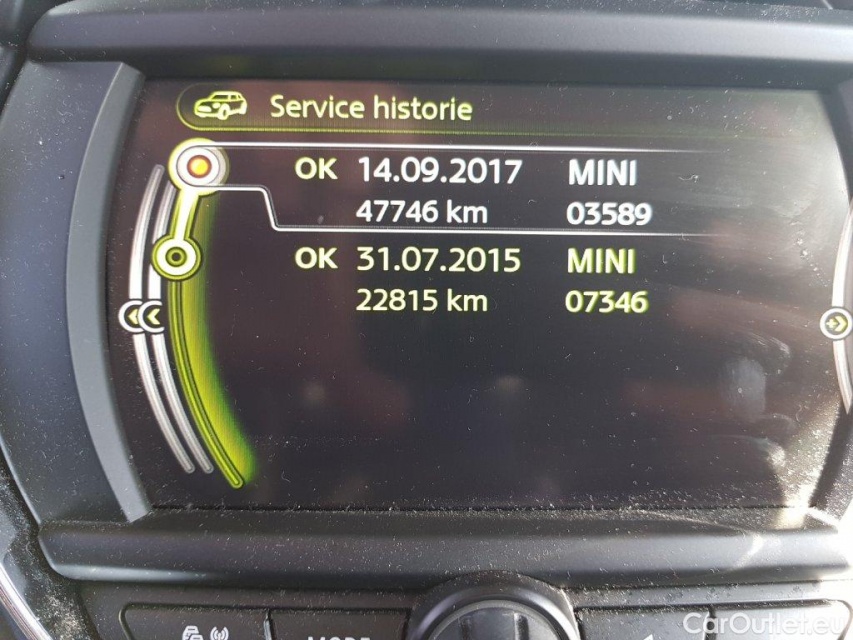 Service historie
OK 14.09.2017 MINI
47746 km 03589
OK 31.07.2015 MINI
22815 km 07346
CarOutlet.eu